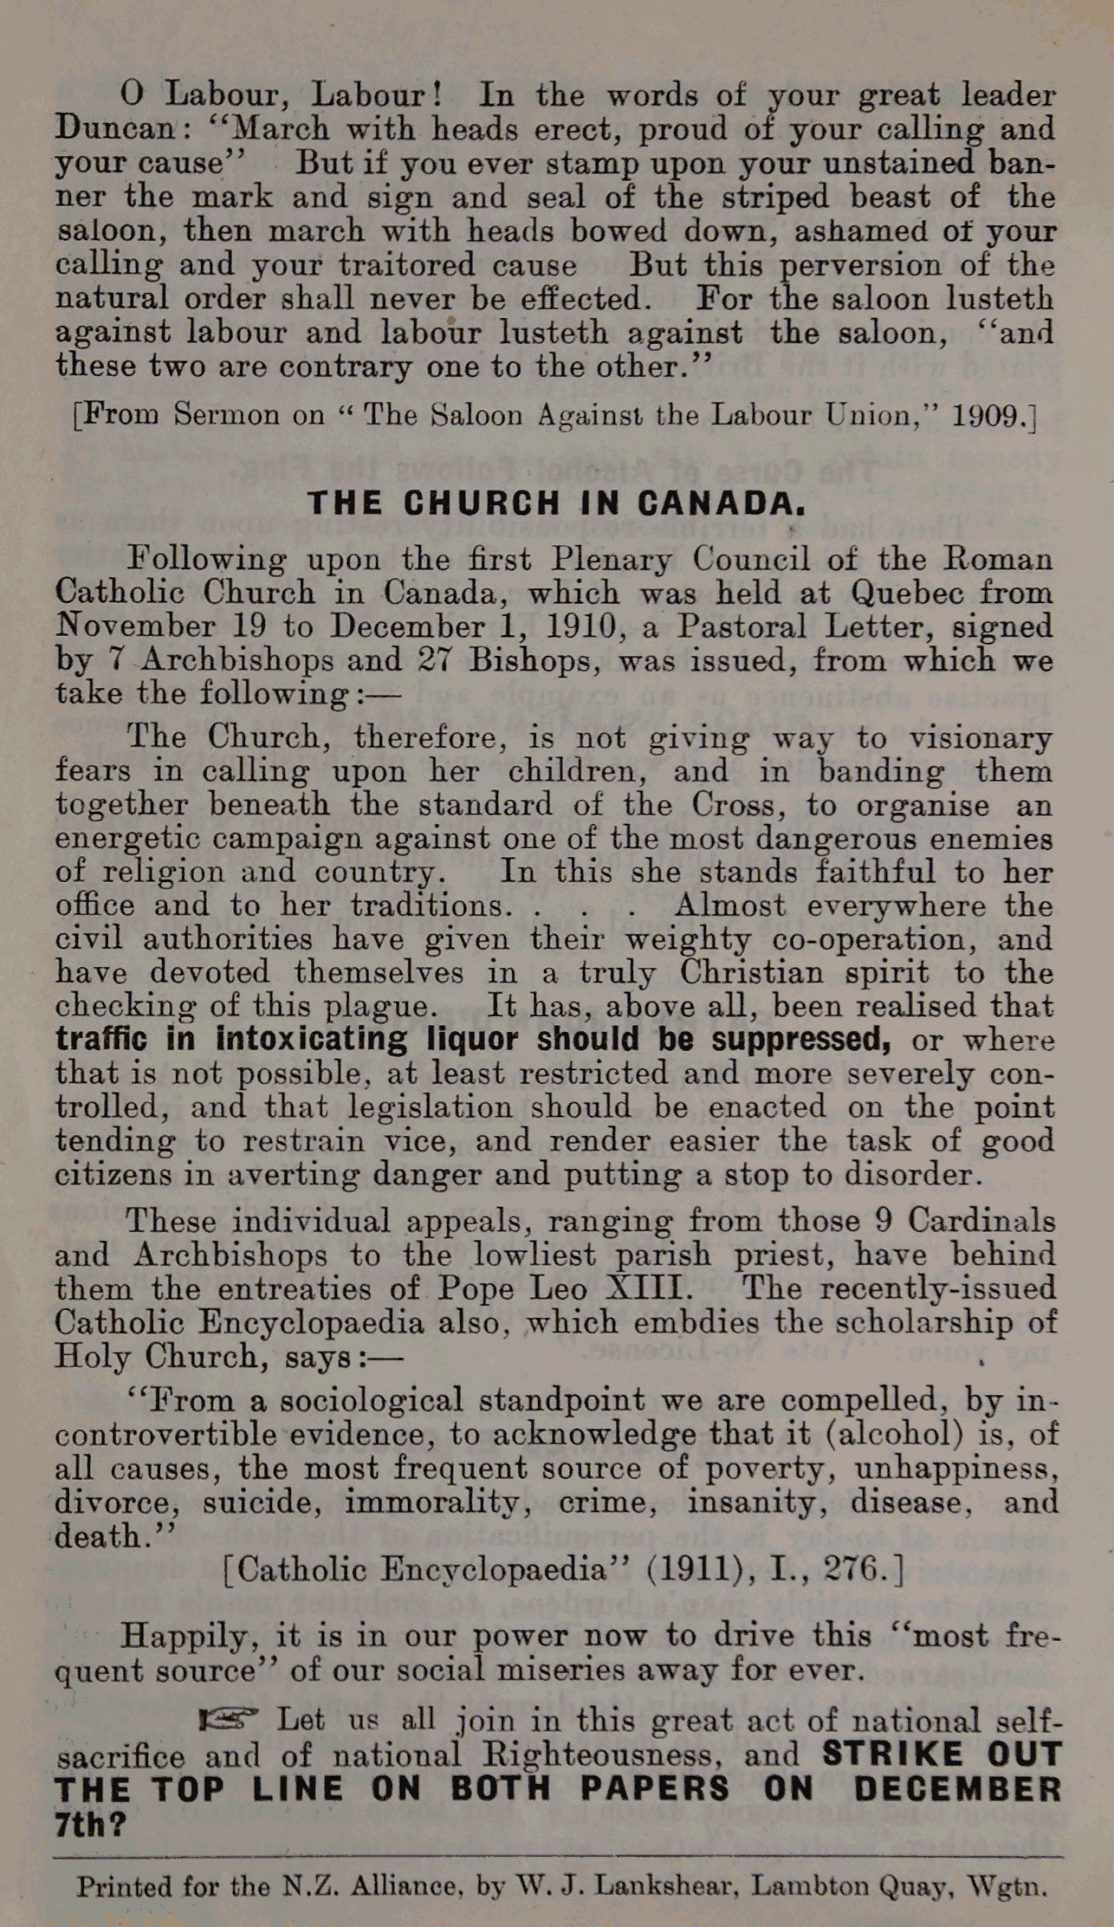 O Labour, Labour! In the words of your great leader
Duncan: “March with heads erect, proud of your calling and
your cause” But if you ever stamp upon your unstained ban-
ner the mark and sign and seal of the striped beast of the
saloon, then march with heads bowed down, ashamed of your
calling and your traitored cause But this perversion of the
natural order shall never be effected. For the saloon lusteth
against labour and labour lusteth against the saloon, “and
these two are contrary one to the other.”
[From Sermon on “ The Saloon Against the Labour Union,” 1909.]
THE CHURCH IN CANADA.
Following upon the first Plenary Council of the Roman
Catholic Church in Canada, which was held at Quebec from
November 19 to December 1, 1910, a Pastoral Letter, signed
by 7 Archbishops and 27 Bishops, was issued, from which we
take the following:—
The Church, therefore, is not giving way to visionary
fears in calling upon her children, and in banding them
together beneath the standard of the Cross, to organise an
energetic campaign against one of the most dangerous enemies
of religion and country. In this she stands faithful to her
office and to her traditions. . . . Almost everywhere the
civil authorities have given their weighty co-operation, and
have devoted themselves in a truly Christian spirit to the
checking of this plague. It has, above all, been realised that
traffic in intoxicating liquor should be suppressed, or where
that is not possible, at least restricted and more severely con-
trolled, and that legislation should be enacted on the point
tending to restrain vice, and render easier the task of good
citizens in averting danger and putting a stop to disorder.
These individual appeals, ranging from those 9 Cardinals
and Archbishops to the lowliest parish priest, have behind
them the entreaties of Pope Leo XIII. The recently-issued
Catholic Encyclopaedia also, which embdies the scholarship of
Holy Church, says:—
“From a sociological standpoint we are compelled, by in-
controvertible evidence, to acknowledge that it (alcohol) is, of
all causes, the most frequent source of poverty, unhappiness,
divorce, suicide, immorality, crime, insanity, disease, and
death.”
[Catholic Encyclopaedia” (1911), I., 276.]
Happily, it is in our power now to drive this “most fre-
quent source” of our social miseries away for ever.
☞ Let us all join in this great act of national self-
sacrifice and of national Righteousness, and STRIKE OUT
THE TOP LINE ON BOTH PAPERS ON DECEMBER
7th?
Printed for the N.Z. Alliance, by W. J. Lankshear, Lambton Quay, Wgtn.